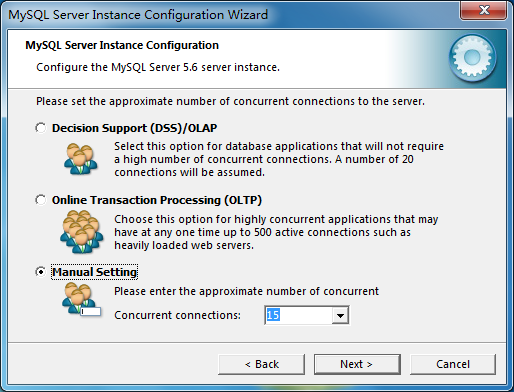 MySQL Server Instance Configuration Wizard
MySQL Server Instance Configuration
Configure the MySQL Server 5.6 server instance.
Please set the approximate number of concurrent connections to the server.
Decision Support (DSS)/OLAP
Select this option for database applications that will not require
a high number of concurrent connections. A number of 20
connections will be assumed.
Online Transaction Processing (OLTP)
Choose this option for highly concurrent applications that may
have at any one time up to 500 active connections such as
heavily loaded web servers.
Manual Setting
Please enter the approximate number of concurrent
Concurrent connections: 15
< Back Next > Cancel